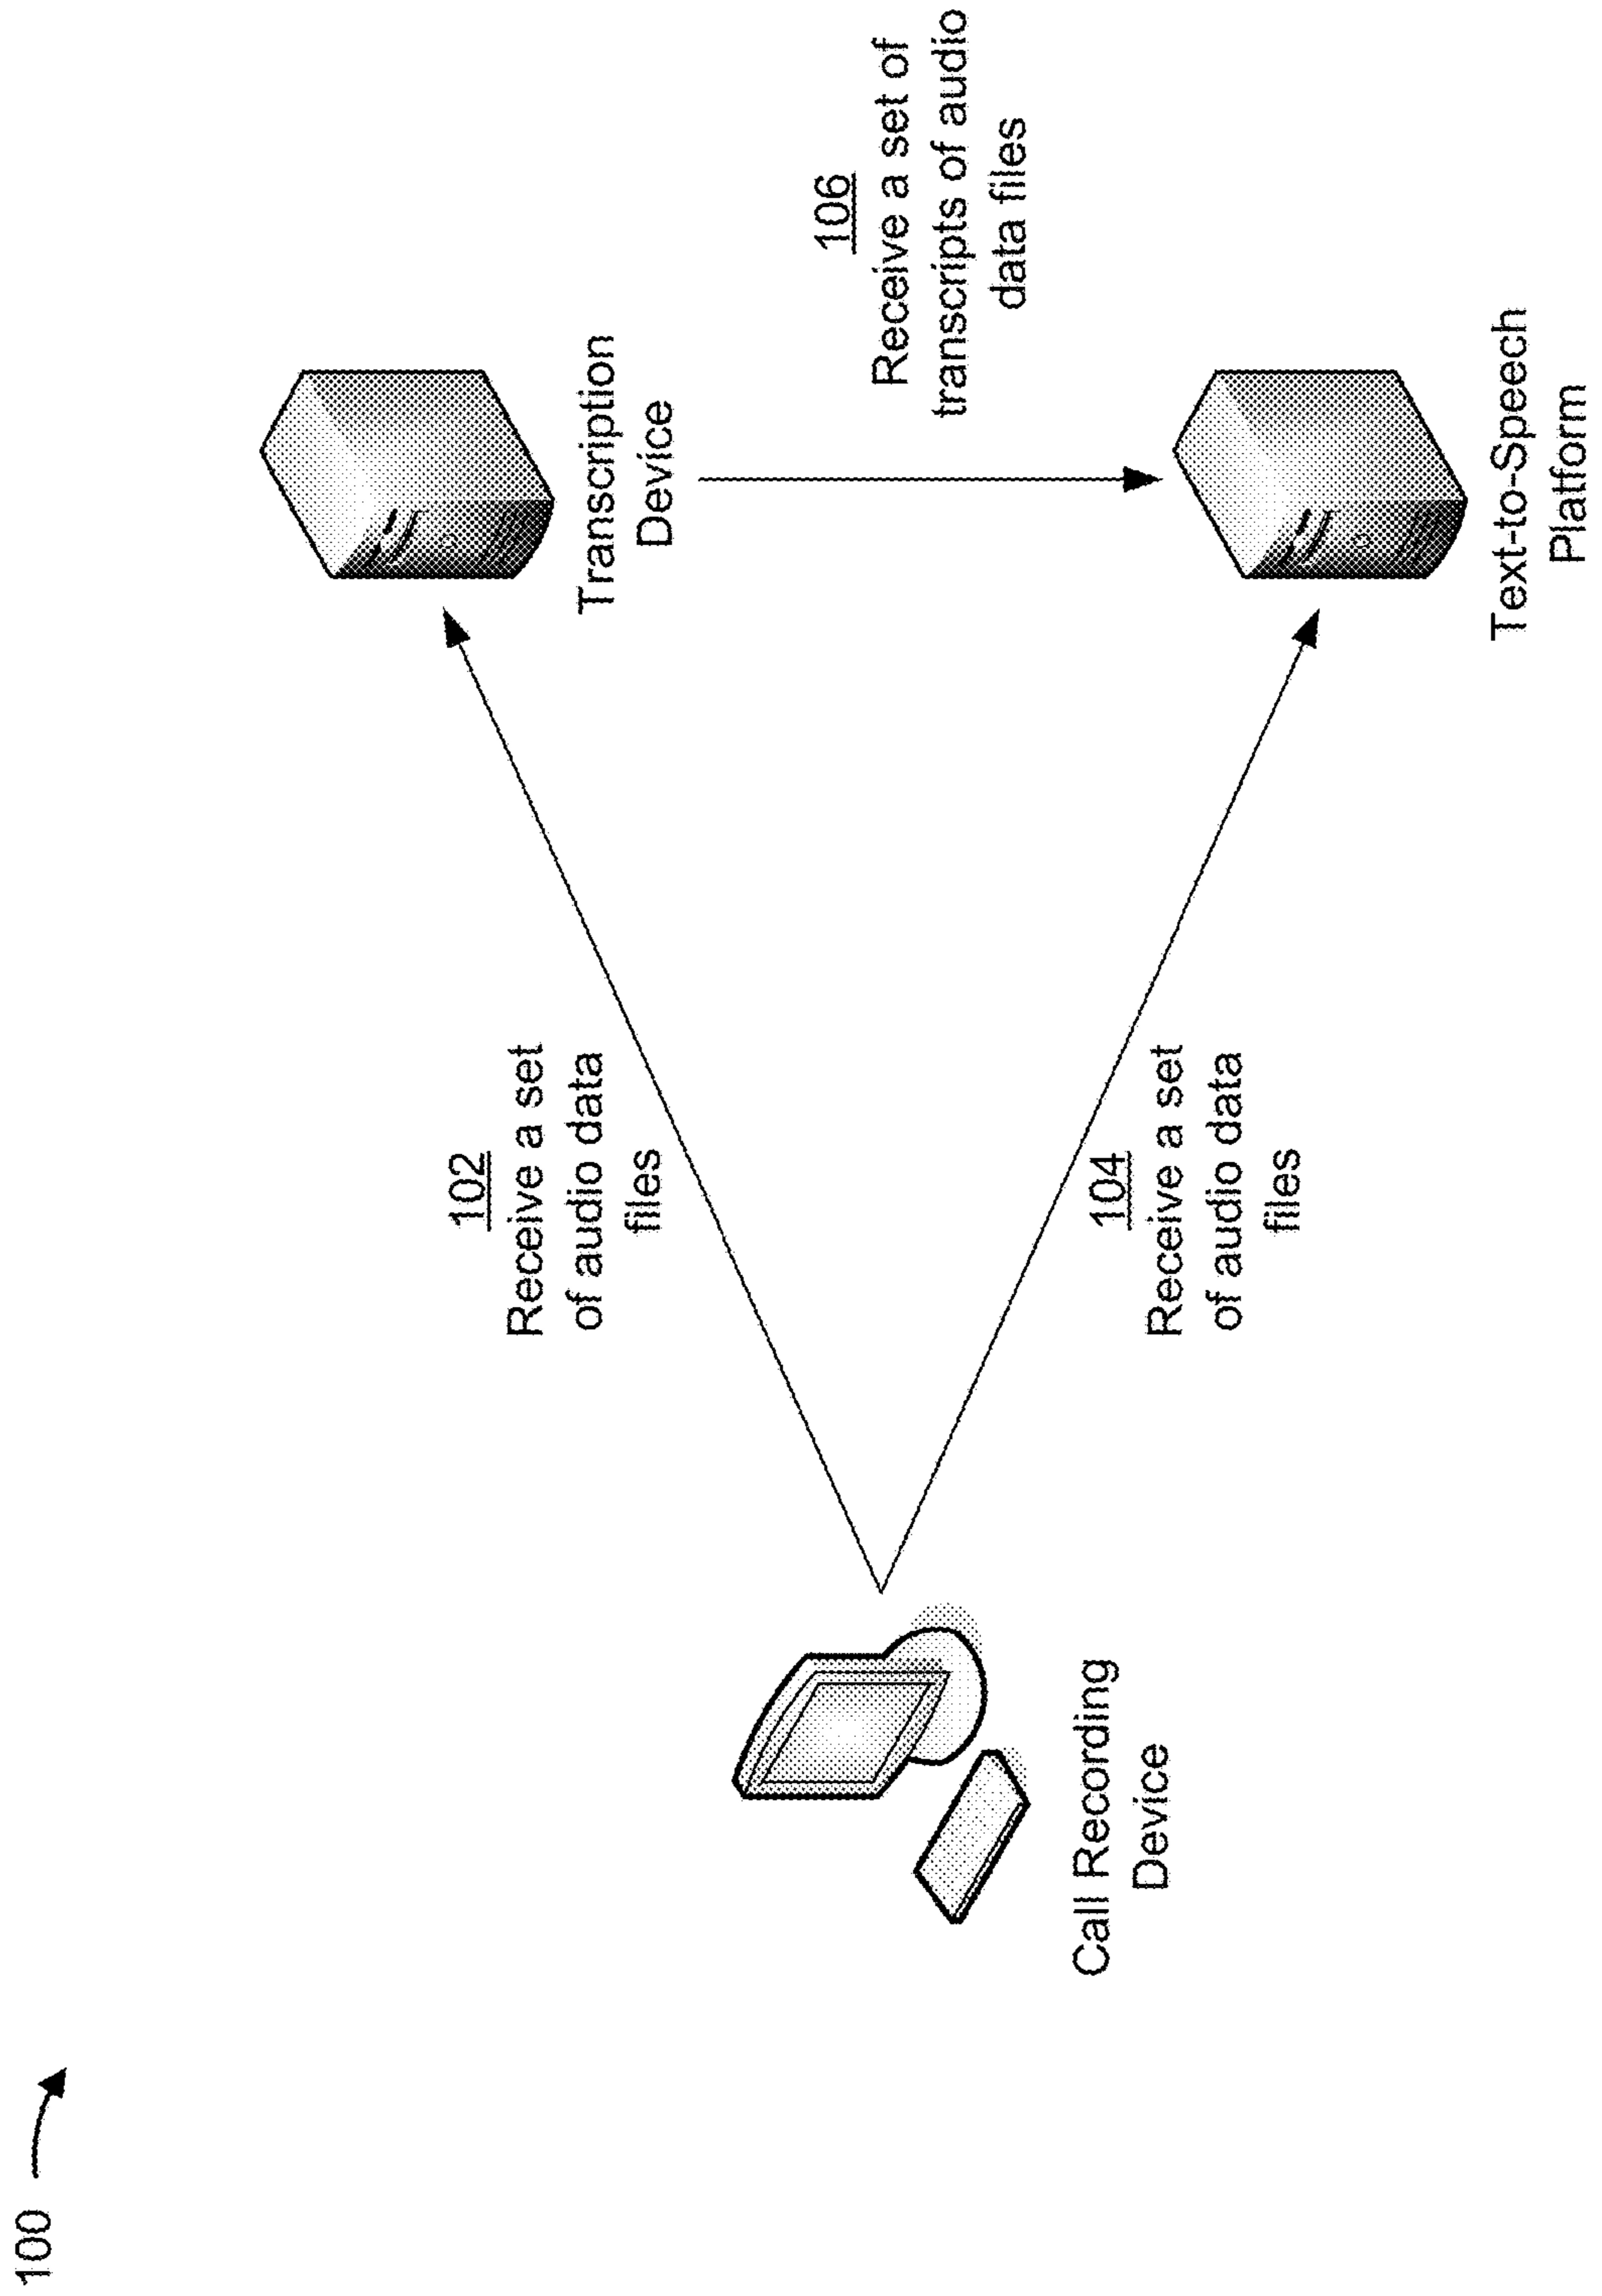 100
102
Receive a set
of audio data
files
Transcription
Device
Call Recording
Device
106
Receive a set of
transcripts of audio
data files
104
Receive a set
of audio data
files
Text-to-Speech
Platform